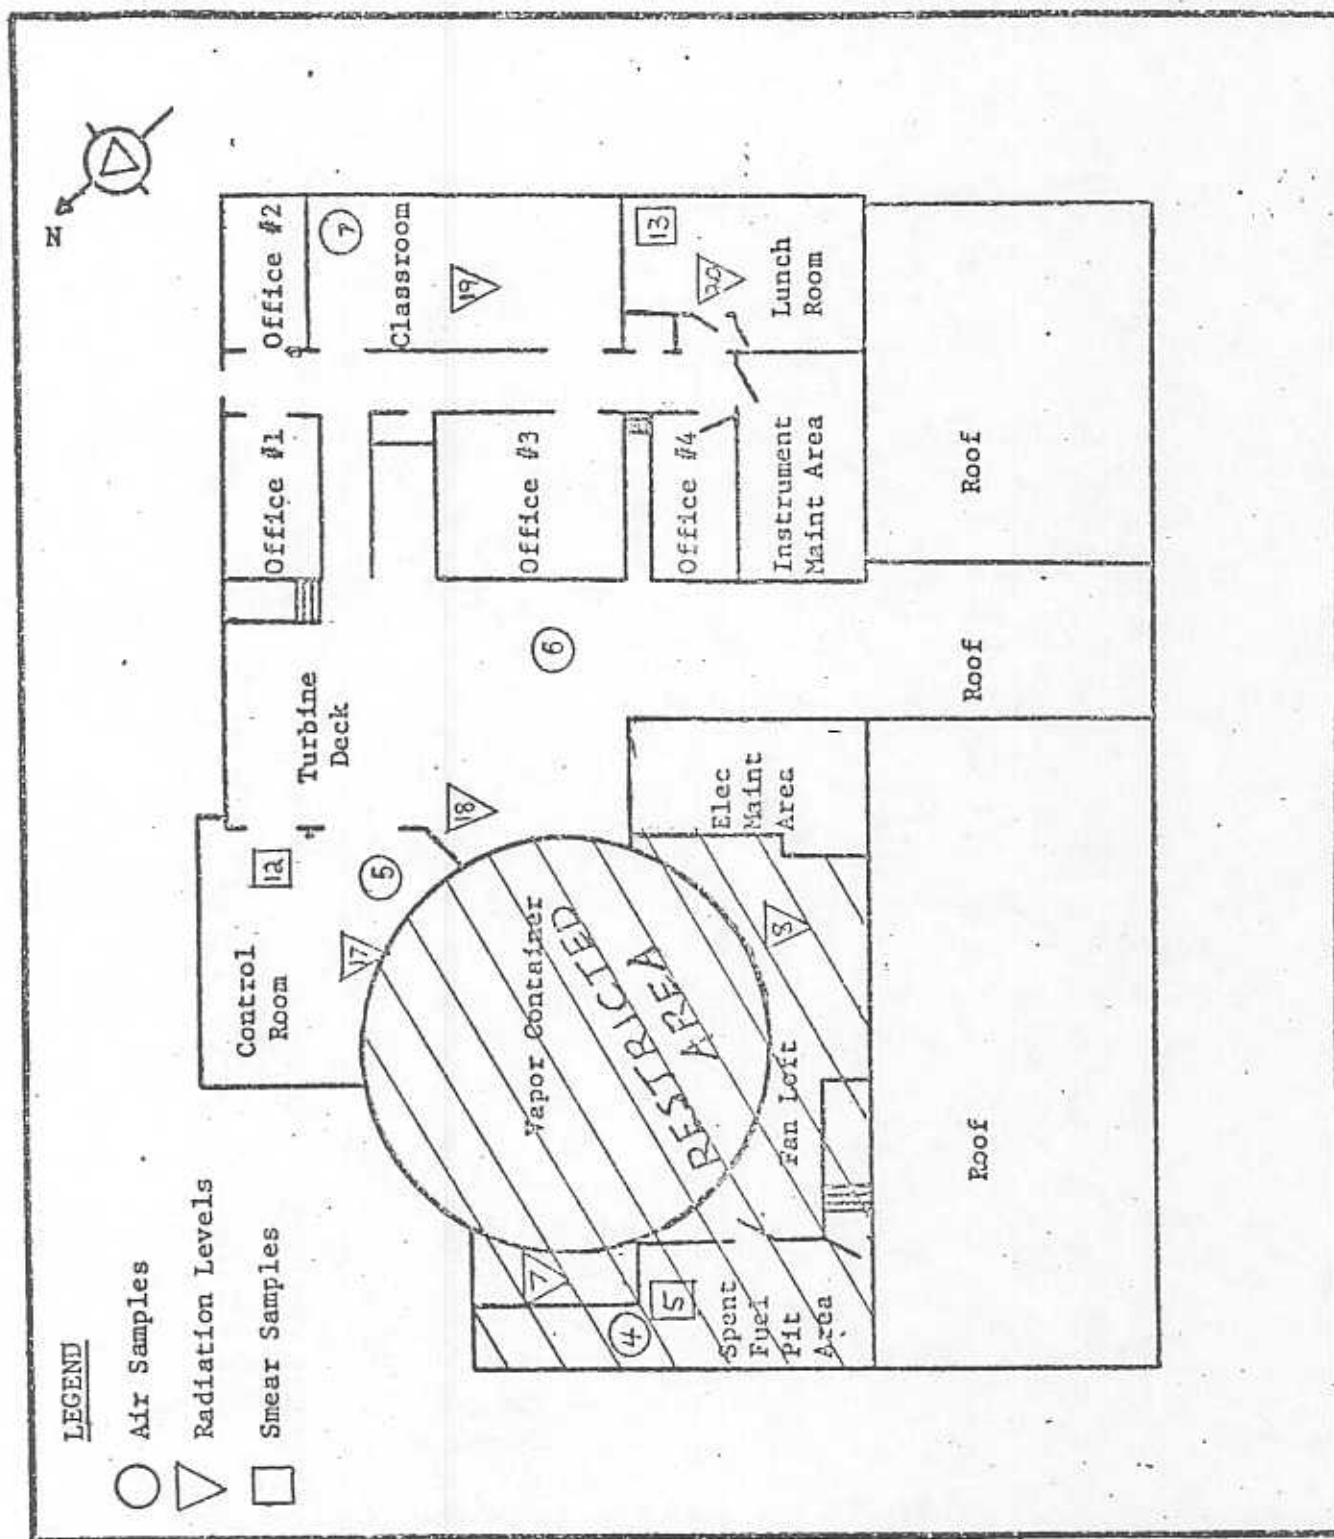 LEGEND
Air Samples
Radiation Levels
Smear Samples
N
Office #1
Office #2
7
Classroom
19
13
20
Lunch
Room
Control
Room
12
Turbine
Deck
17
5
18
6
Office #3
Office #4
Instrument
Maint Area
Vapor Container
RESTRICTED
AREA
7
4
5
Spent
Fuel
Pit
Area
Fan Loft
8
Elec
Maint
Area
Roof
Roof
Roof